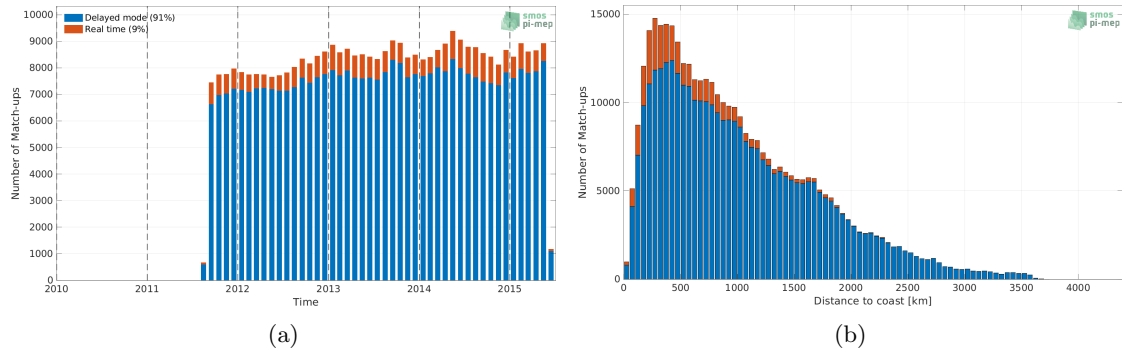 smos
pi-mep
Delayed mode (91%)
Real time (9%)
Number of Match-ups
10000
9000
8000
7000
6000
5000
4000
3000
2000
1000
0
2010 2011 2012 2013 2014 2015
Time
(a)
smos
pi-mep
Number of Match-ups
15000
10000
5000
0
0 500 1000 1500 2000 2500 3000 3500 4000
Distance to coast [km]
(b)